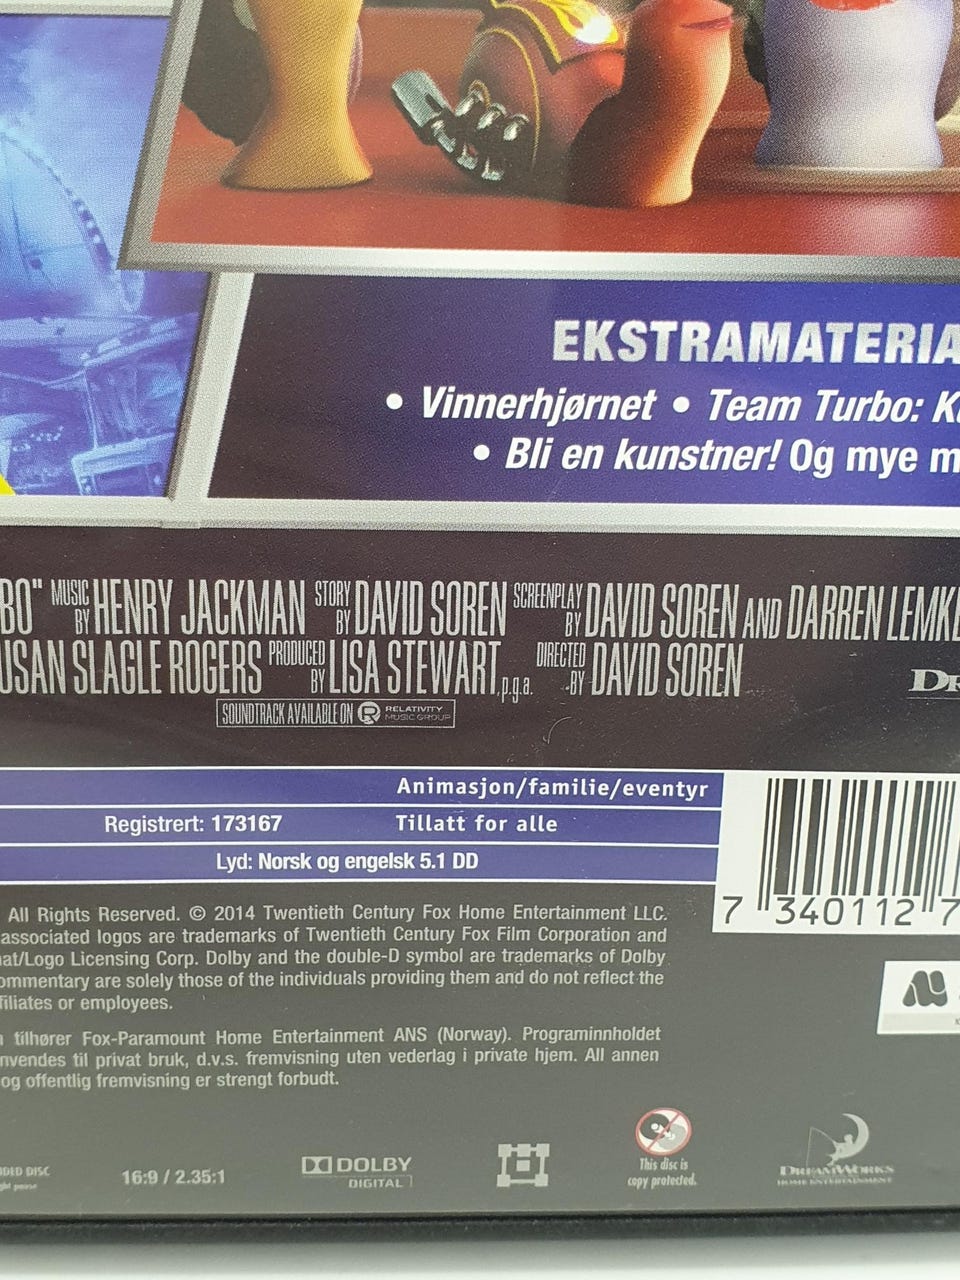 EKSTRAMATERIA
• Vinnerhjørnet • Team Turbo:
• Bli en kunstner! Og mye
BO" MUSIC BY HENRY JACKMAN STORY BY DAVID SOREN SCREENPLAY BY DAVID SOREN AND DARREN LEMK
USAN SLAGLE ROGERS PRODUCED BY LISA STEWART, p.g.a. DIRECTED BY DAVID SOREN
SOUNDTRACK AVAILABLE ON R RELATIVITY MUSIC GROUP
Animasjon/familie/eventyr
Registrert: 173167 Tillatt for alle
Lyd: Norsk og engelsk 5.1 DD
7 340112 7
All Rights Reserved. © 2014 Twentieth Century Fox Home Entertainment LLC.
associated logos are trademarks of Twentieth Century Fox Film Corporation and
at/Logo Licensing Corp. Dolby and the double-D symbol are trademarks of Dolby
ommentary are solely those of the individuals providing them and do not reflect the
filiates or employees.
tilhører Fox-Paramount Home Entertainment ANS (Norway). Programinnholdet
nvendes til privat bruk, d.v.s. fremvisning uten vederlag i private hjem. All annen
og offentlig fremvisning er strengt forbudt.
DED DISC
16:9 / 2.35:1
DOLBY
DIGITAL
This disc is
copy protected.
DREAMWORKS
HOME ENTERTAINMENT